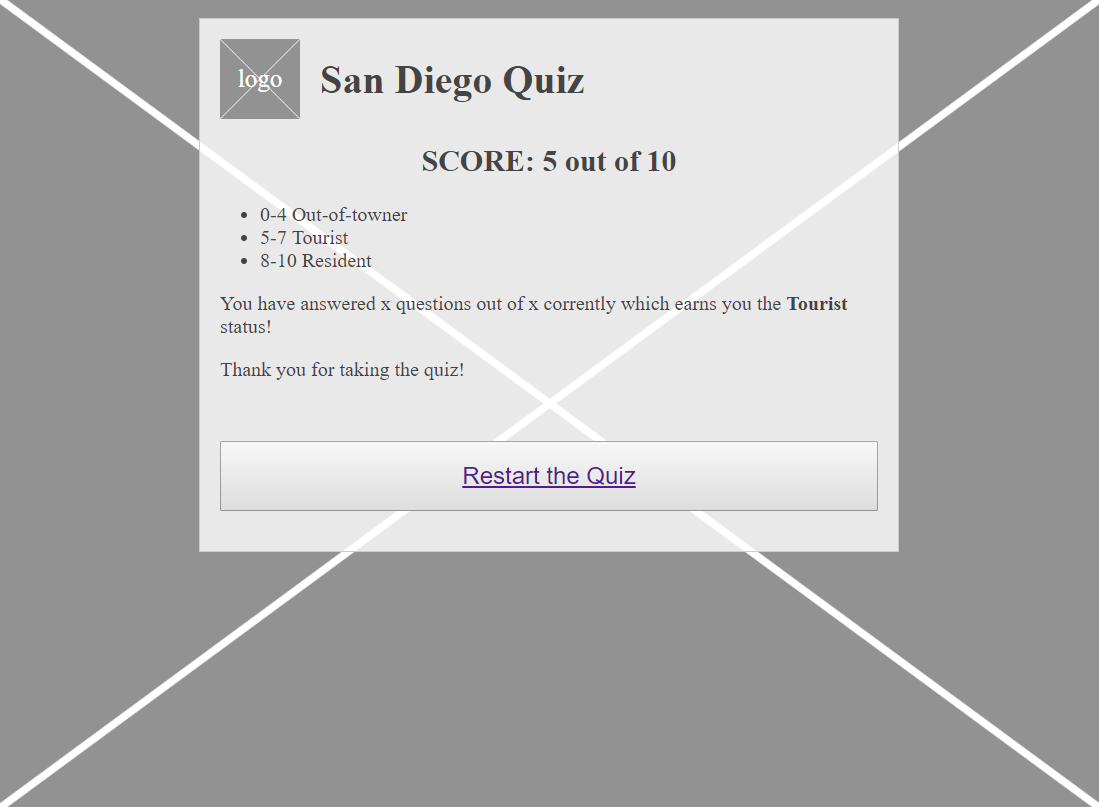 logo
San Diego Quiz
SCORE: 5 out of 10
• 0-4 Out-of-towner
• 5-7 Tourist
• 8-10 Resident
You have answered x questions out of x corrently which earns you the Tourist
status!
Thank you for taking the quiz!
Restart the Quiz